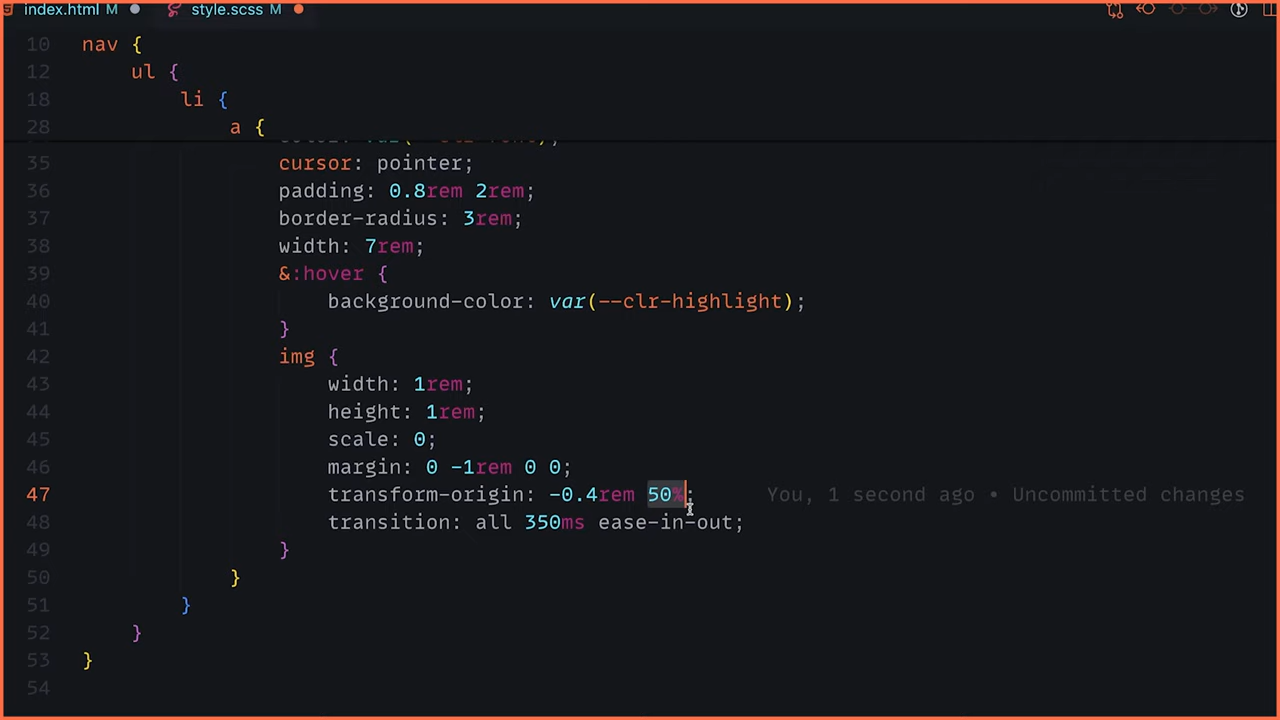 index.html M style.scss M
10 nav {
12 ul {
18 li {
28 a {
35 cursor: pointer;
36 padding: 0.8rem 2rem;
37 border-radius: 3rem;
38 width: 7rem;
39 &:hover {
40 background-color: var(--clr-highlight);
41 }
42 img {
43 width: 1rem;
44 height: 1rem;
45 scale: 0;
46 margin: 0 -1rem 0 0;
47 transform-origin: -0.4rem 50%; You, 1 second ago • Uncommitted changes
48 transition: all 350ms ease-in-out;
49 }
50 }
51 }
52 }
53 }
54